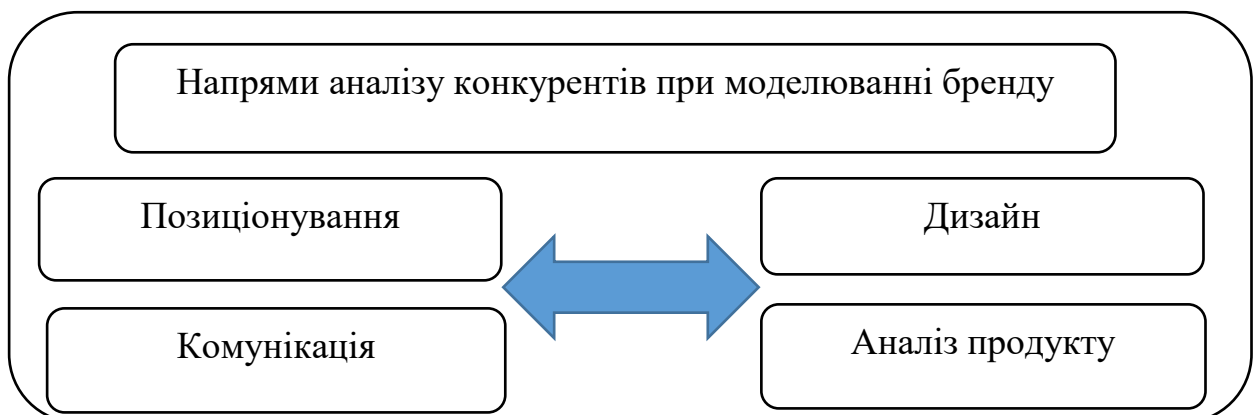 Напрями аналізу конкурентів при моделюванні бренду
Позиціонування
Дизайн
Комунікація
Аналіз продукту